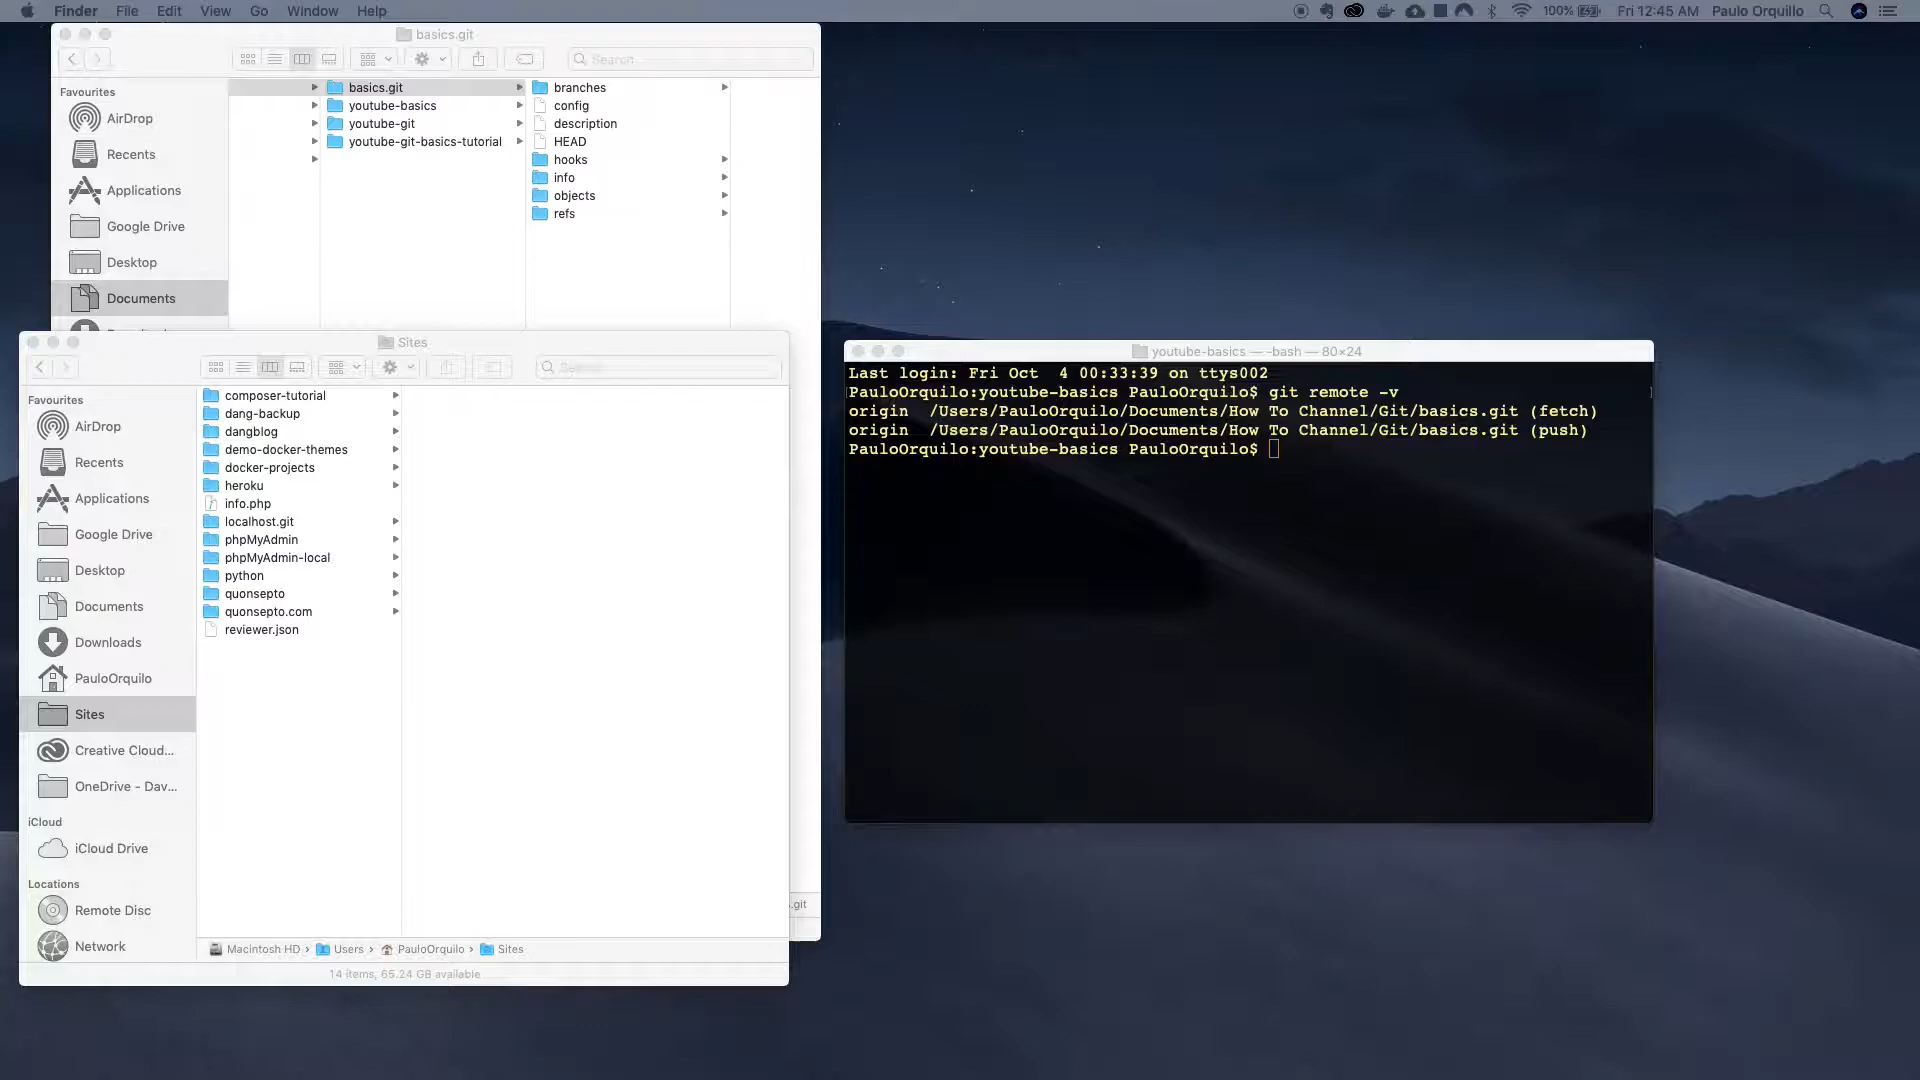 Finder File Edit View Go Window Help
100% Fri 12:45 AM Paulo Orquillo
basics.git
Search
Favourites
AirDrop
Recents
Applications
Google Drive
Desktop
Documents
basics.git
youtube-basics
youtube-git
youtube-git-basics-tutorial
branches
config
description
HEAD
hooks
info
objects
refs
Sites
Search
Favourites
AirDrop
Recents
Applications
Google Drive
Desktop
Documents
Downloads
PauloOrquilo
Sites
Creative Cloud...
OneDrive - Dav...
iCloud
iCloud Drive
Locations
Remote Disc
Network
composer-tutorial
dang-backup
dangblog
demo-docker-themes
docker-projects
heroku
info.php
localhost.git
phpMyAdmin
phpMyAdmin-local
python
quonsepto
quonsepto.com
reviewer.json
Macintosh HD › Users › PauloOrquilo › Sites
14 items, 65.24 GB available
.git
youtube-basics — -bash — 80×24
Last login: Fri Oct  4 00:33:39 on ttys002
PauloOrquilo:youtube-basics PauloOrquilo$ git remote -v
origin  /Users/PauloOrquilo/Documents/How To Channel/Git/basics.git (fetch)
origin  /Users/PauloOrquilo/Documents/How To Channel/Git/basics.git (push)
PauloOrquilo:youtube-basics PauloOrquilo$